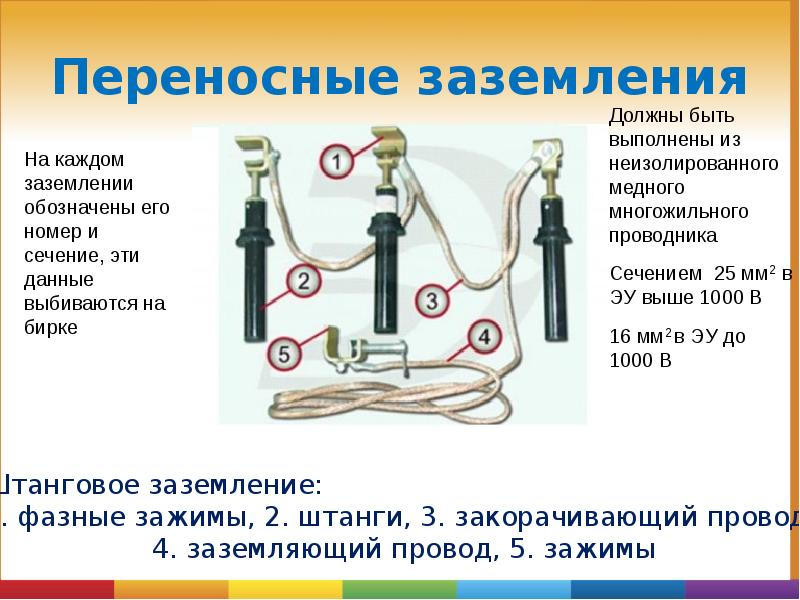 Переносные заземления
На каждом
заземлении
обозначены его
номер и
сечение, эти
данные
выбиваются на
бирке
1
2
3
4
5
Должны быть
выполнены из
неизолированного
медного
многожильного
проводника
Сечением 25 мм² в
ЭУ выше 1000 В
16 мм² в ЭУ до
1000 В
Штанговое заземление:
. фазные зажимы, 2. штанги, 3. закорачивающий провод
4. заземляющий провод, 5. зажимы